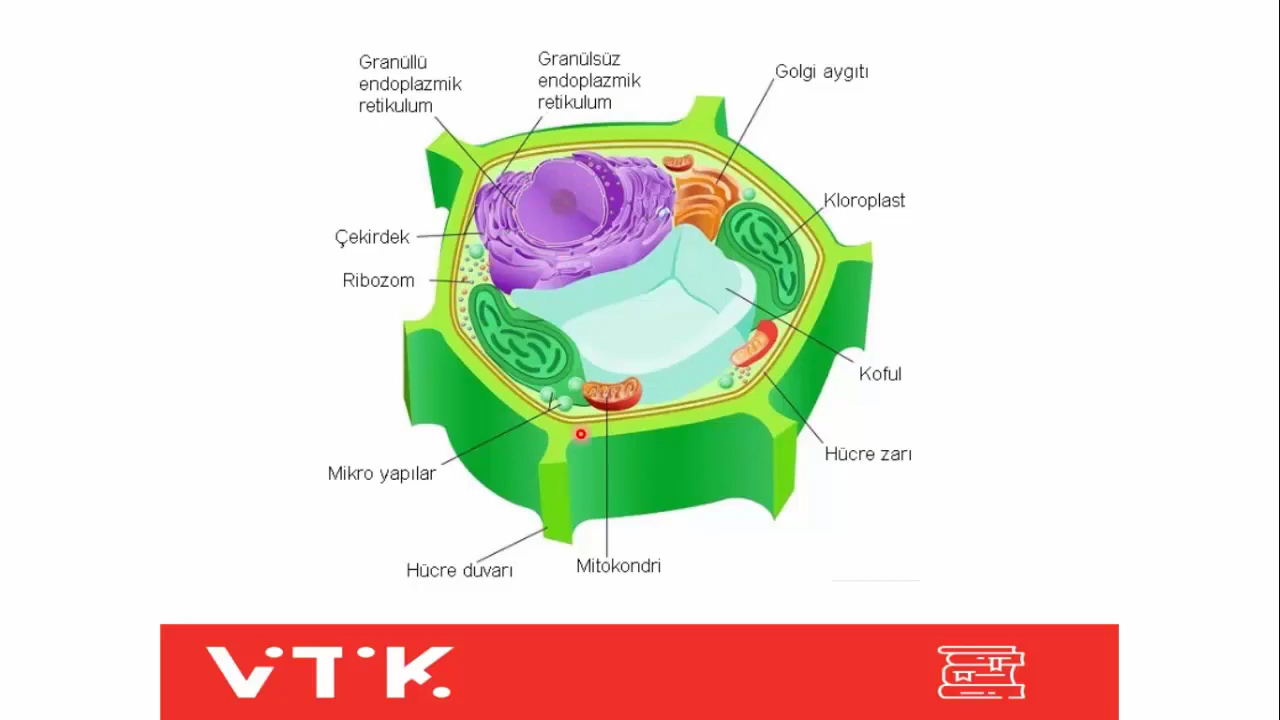 Granüllü
endoplazmik
retikulum
Granülsüz
endoplazmik
retikulum
Golgi aygıtı
Kloroplast
Çekirdek
Ribozom
Koful
Hücre zarı
Mikro yapılar
Hücre duvarı
Mitokondri
ViTiK